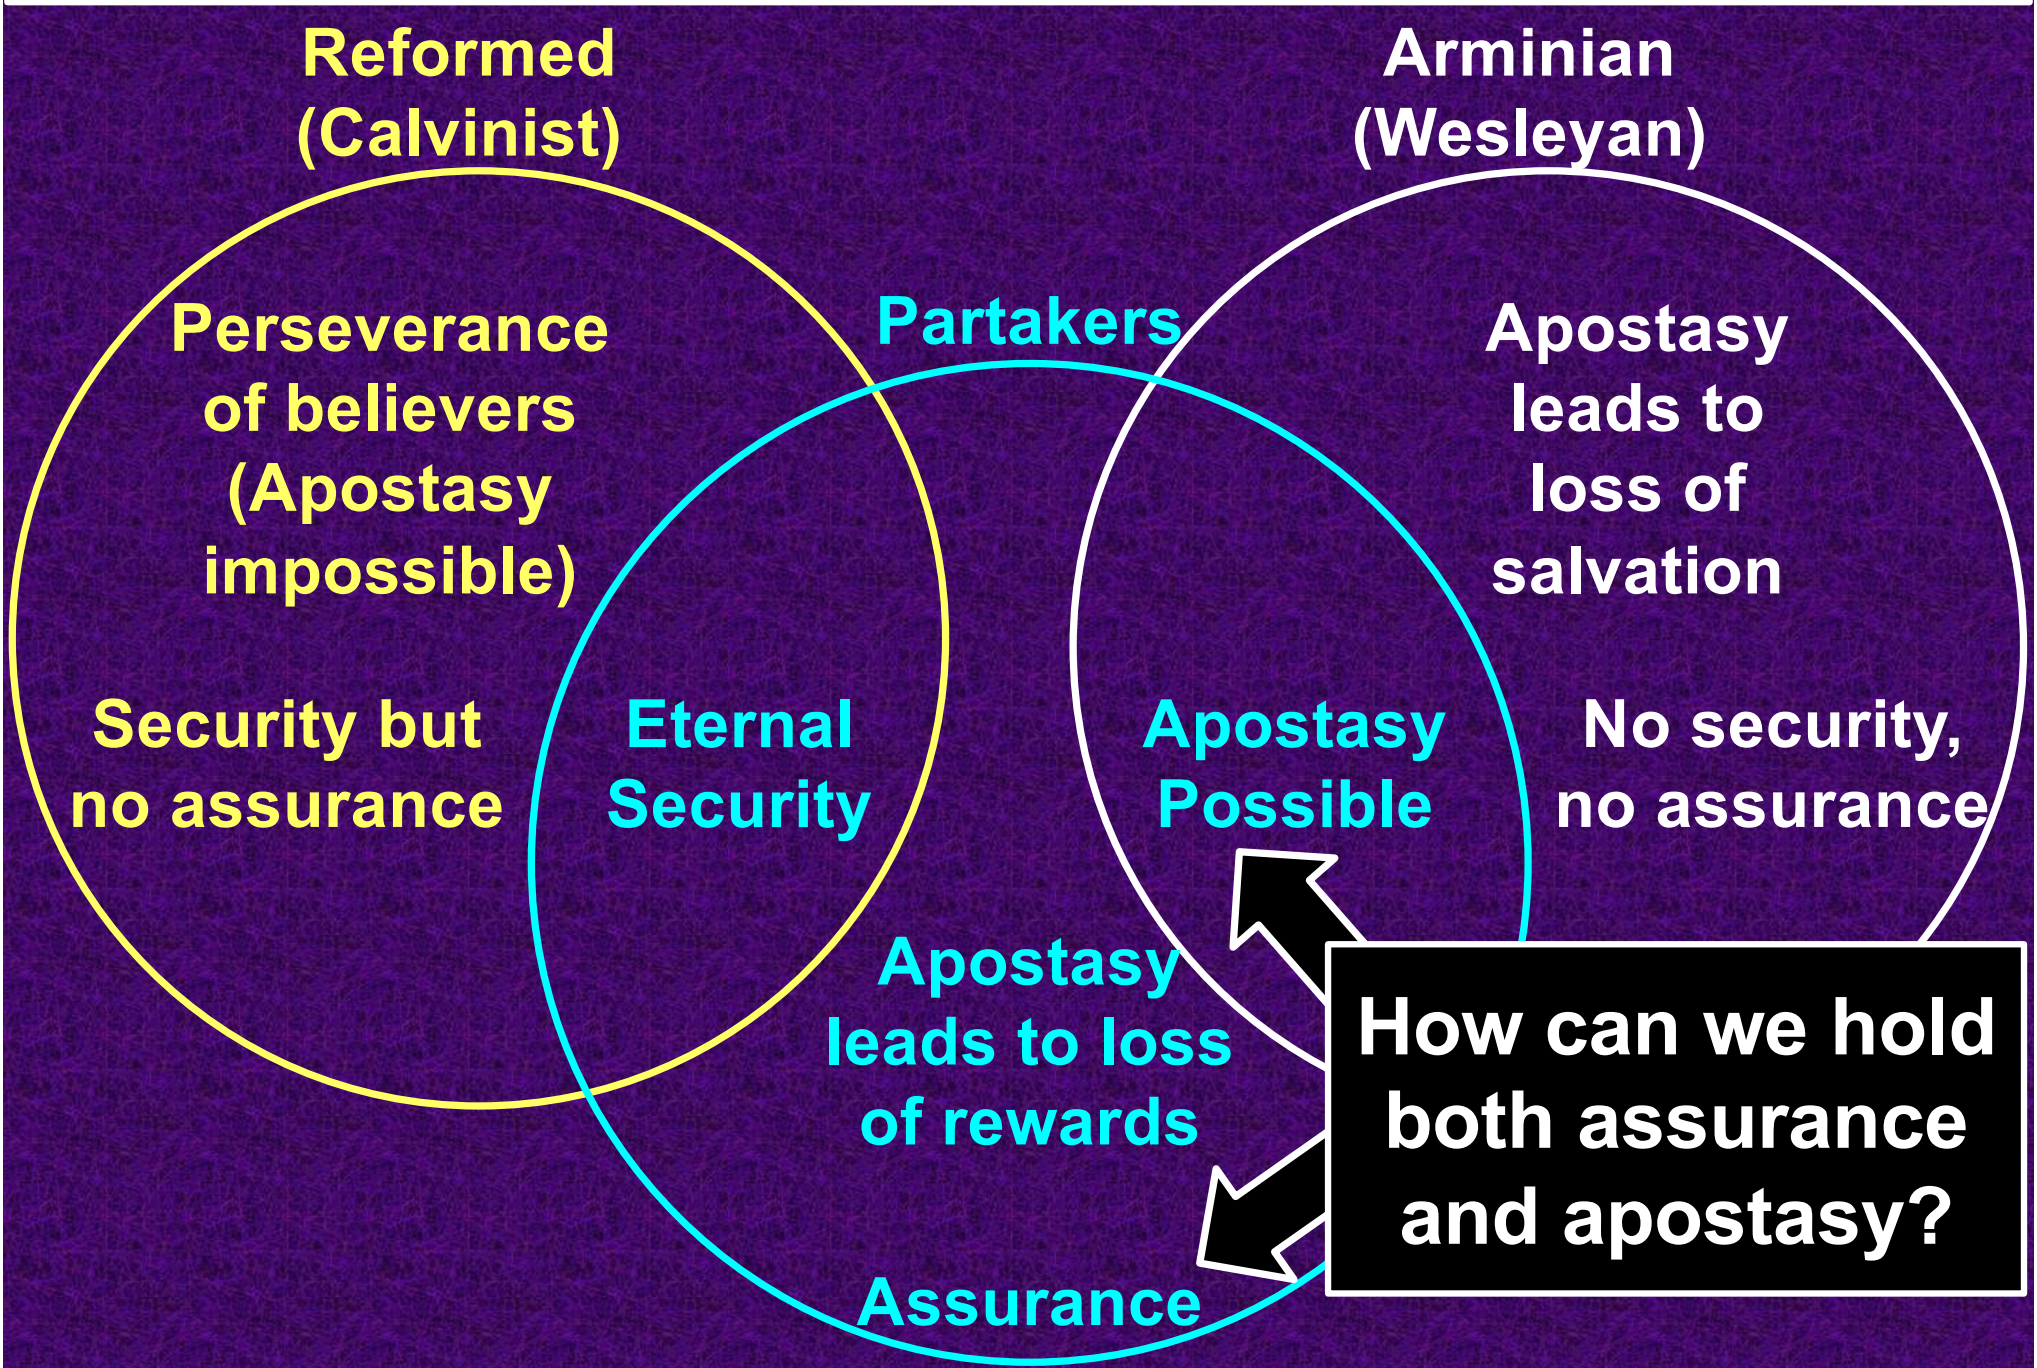 Reformed
(Calvinist)
Arminian
(Wesleyan)
Partakers
Perseverance
of believers
(Apostasy
impossible)
Apostasy
leads to
loss of
salvation
Security but
no assurance
Eternal
Security
Apostasy
Possible
No security,
no assurance
Apostasy
leads to loss
of rewards
Assurance
How can we hold
both assurance
and apostasy?